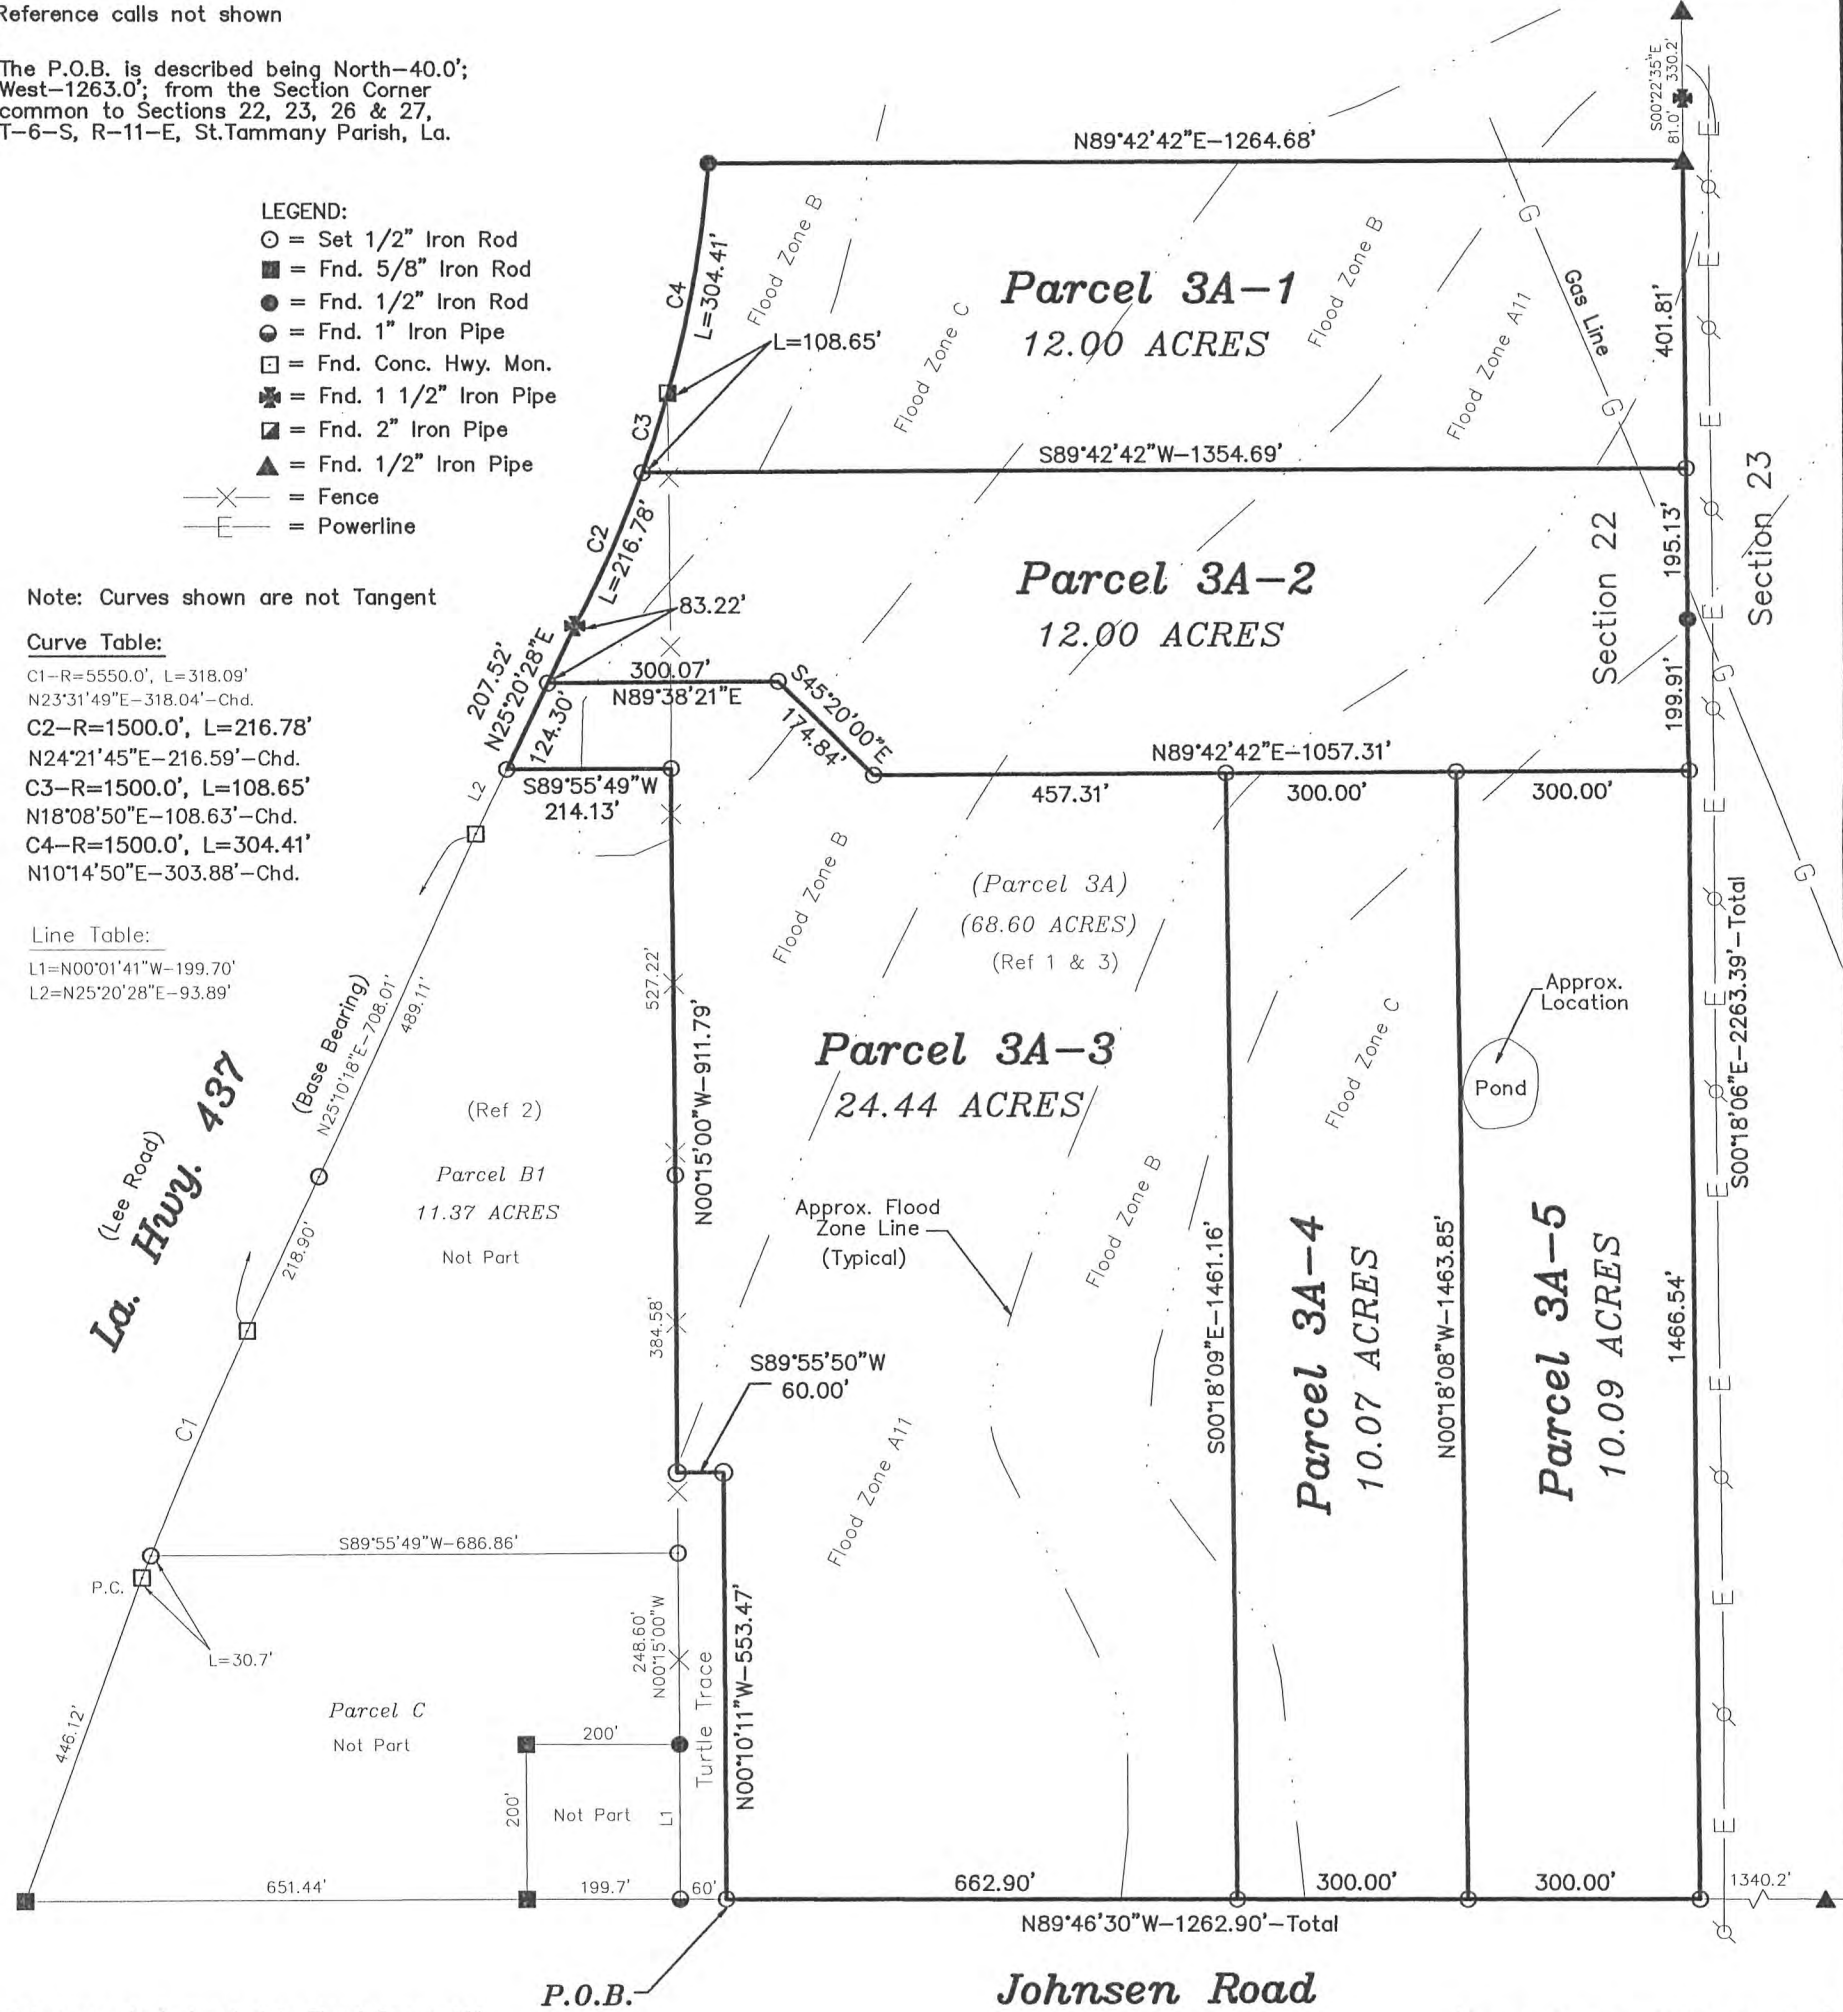 Reference calls not shown
The P.O.B. is described being North-40.0';
West-1263.0'; from the Section Corner
common to Sections 22, 23, 26 & 27,
T-6-S, R-11-E, St.Tammany Parish, La.
LEGEND:
= Set 1/2" Iron Rod
= Fnd. 5/8" Iron Rod
= Fnd. 1/2" Iron Rod
= Fnd. 1" Iron Pipe
= Fnd. Conc. Hwy. Mon.
= Fnd. 1 1/2" Iron Pipe
= Fnd. 2" Iron Pipe
= Fnd. 1/2" Iron Pipe
X = Fence
E = Powerline
Note: Curves shown are not Tangent
Curve Table:
C1-R=5550.0', L=318.09'
N23°31'49"E-318.04'-Chd.
C2-R=1500.0', L=216.78'
N24°21'45"E-216.59'-Chd.
C3-R=1500.0', L=108.65'
N18°08'50"E-108.63'-Chd.
C4-R=1500.0', L=304.41'
N10°14'50"E-303.88'-Chd.
Line Table:
L1=N00°01'41"W-199.70'
L2=N25°20'28"E-93.89'
S00°22'35"E
81.0' 330.2'
N89°42'42"E-1264.68'
C4
L=304.41'
Flood Zone B
Flood Zone C
Parcel 3A-1
12.00 ACRES
Flood Zone B
Flood Zone A11
G
Gas Line
G
401.81'
E
E
E
E
L=108.65'
C3
S89°42'42"W-1354.69'
C2
L=216.78'
Parcel 3A-2
12.00 ACRES
Section 22
Section 23
195.13'
199.91'
E
E
G
G
83.22'
207.52'
N25°20'28"E
124.30'
300.07'
N89°38'21"E
S45°20'00"E
174.84'
N89°42'42"E-1057.31'
457.31'
300.00'
300.00'
S89°55'49"W
214.13'
L2
Flood Zone B
(Parcel 3A)
(68.60 ACRES)
(Ref 1 & 3)
527.22'
N00°15'00"W-911.79'
Parcel 3A-3
24.44 ACRES
Flood Zone C
Approx.
Location
Pond
S00°18'06"E-2263.39'-Total
E
E
E
E
(Base Bearing)
N25°10'18"E-708.01'
489.11'
La. Hwy. 437
(Lee Road)
218.90'
(Ref 2)
Parcel B1
11.37 ACRES
Not Part
Approx. Flood
Zone Line
(Typical)
Flood Zone B
384.58'
S89°55'50"W
60.00'
S00°18'09"E-1461.16'
Parcel 3A-4
10.07 ACRES
N00°18'08"W-1463.85'
Parcel 3A-5
10.09 ACRES
1466.54'
E
E
E
C1
Flood Zone A11
S89°55'49"W-686.86'
P.C.
L=30.7'
446.12'
248.60'
N00°15'00"W
Turtle Trace
N00°10'11"W-553.47'
Parcel C
Not Part
200'
200'
Not Part
L1
651.44'
199.7'
60'
662.90'
300.00'
300.00'
1340.2'
N89°46'30"W-1262.90'-Total
P.O.B.
Johnsen Road